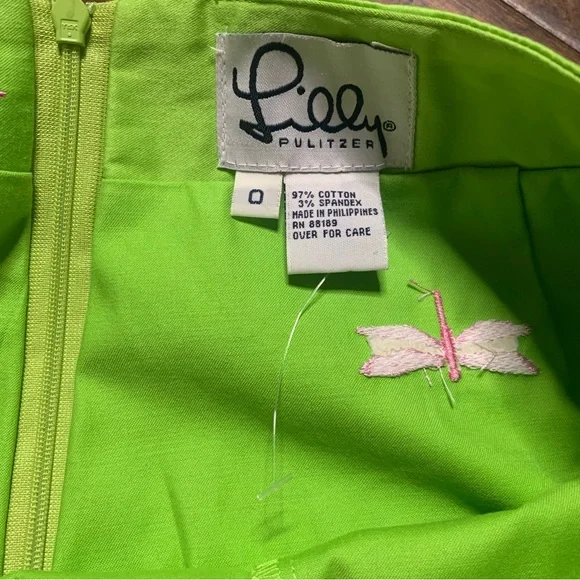 Lilly®
PULITZER
0
97% COTTON
3% SPANDEX
MADE IN PHILIPPINES
RN 88189
OVER FOR CARE